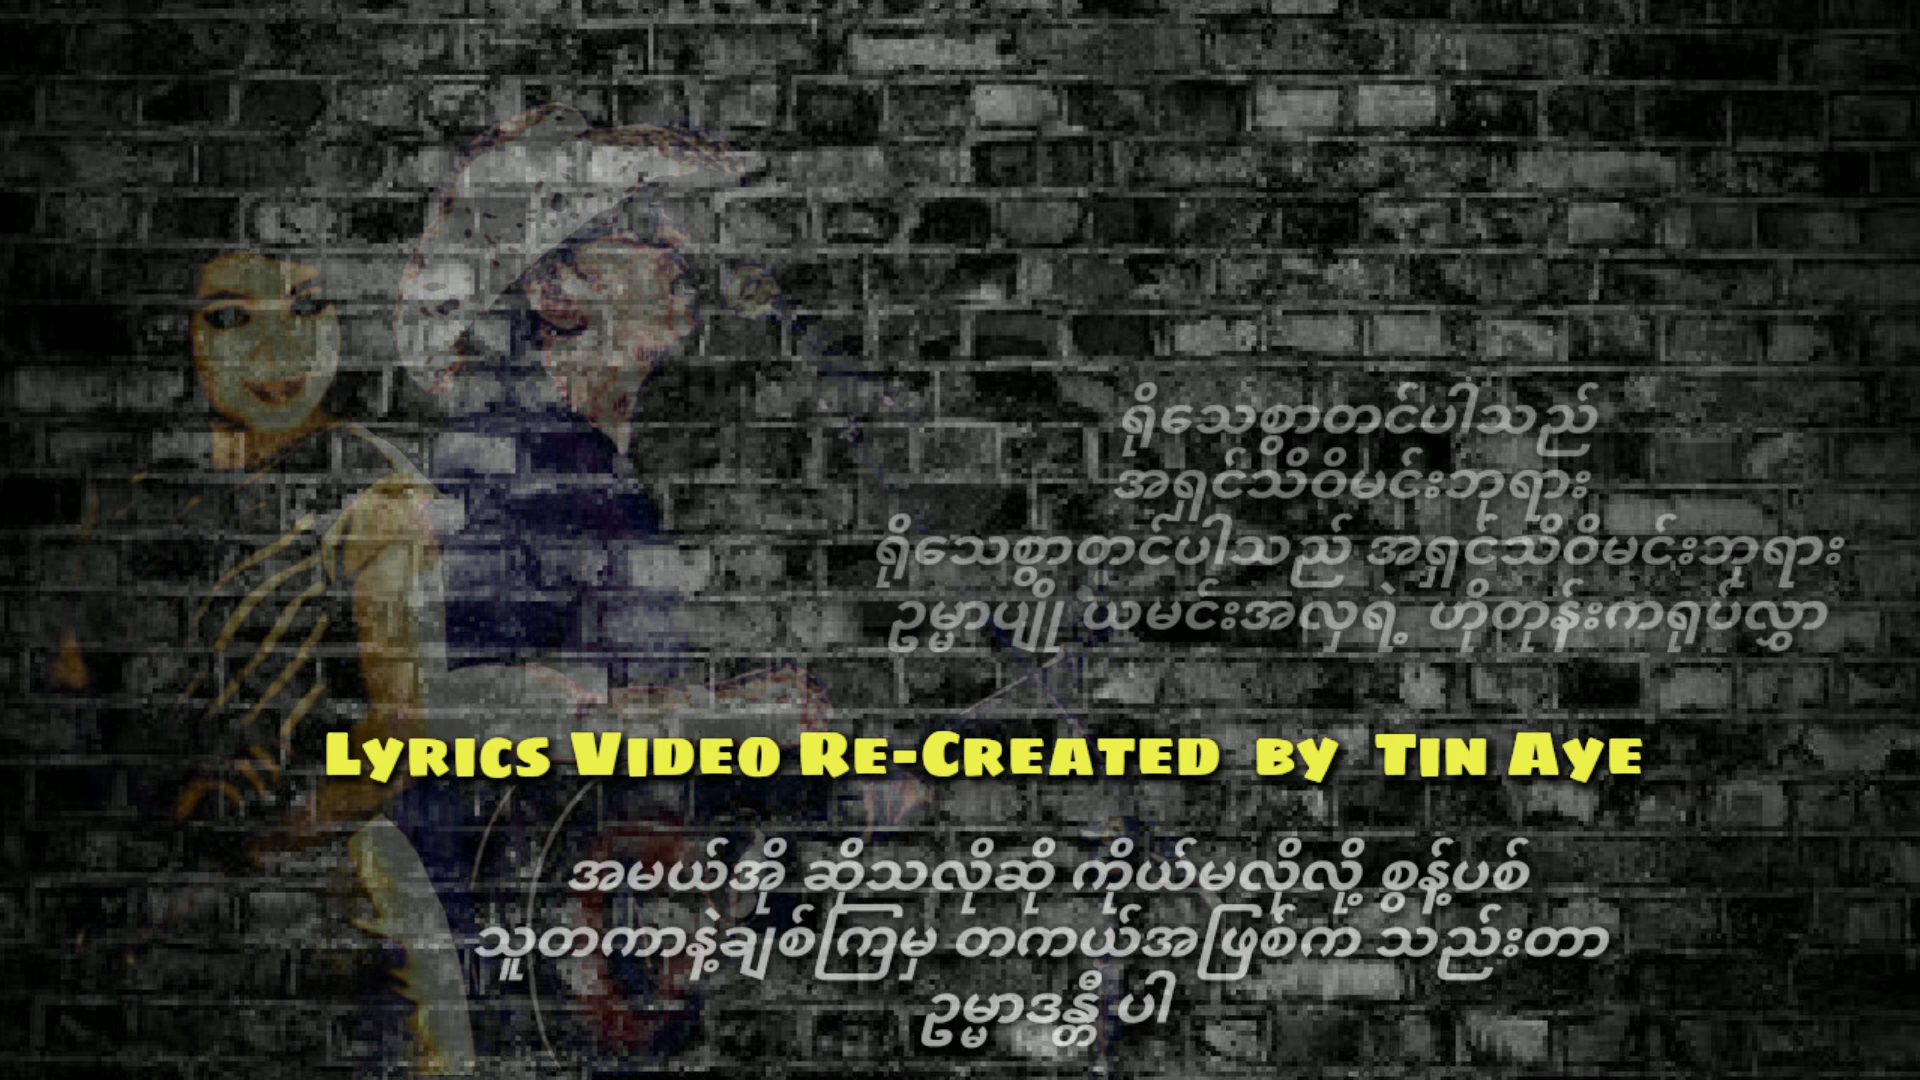 ရိုသေစွာတင်ပါသည်
အရှင်သိဝိမင်းဘုရား
ရိုသေစွာတင်ပါသည် အရှင်သိဝိမင်းဘုရား
ဥမ္မာပျို ယမင်းအလှရဲ့ ဟိုတုန်းကရုပ်လွှာ
Lyrics Video Re-Created by Tin Aye
အမယ်အို ဆိုသလိုဆို ကိုယ်မလိုလို့ စွန့်ပစ်
သူတကာနဲ့ချစ်ကြမှ တကယ်အဖြစ်က သည်းတာ
ဥမ္မာဒန္တီ ပါ